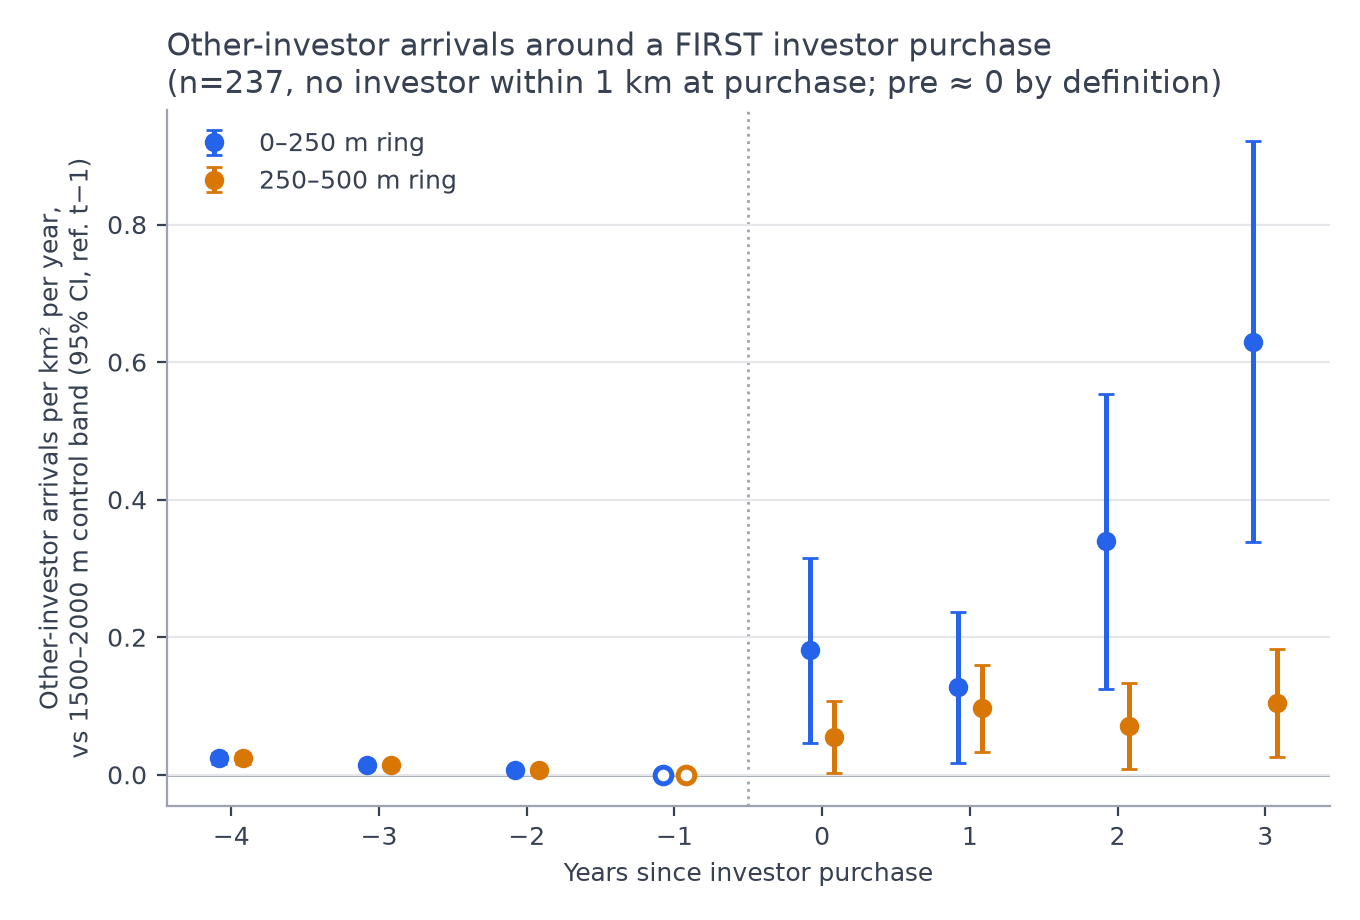 Other-investor arrivals around a FIRST investor purchase
(n=237, no investor within 1 km at purchase; pre ≈ 0 by definition)
Other-investor arrivals per km² per year,
vs 1500–2000 m control band (95% CI, ref. t−1)
0–250 m ring
250–500 m ring
0.8
0.6
0.4
0.2
0.0
−4 −3 −2 −1 0 1 2 3
Years since investor purchase